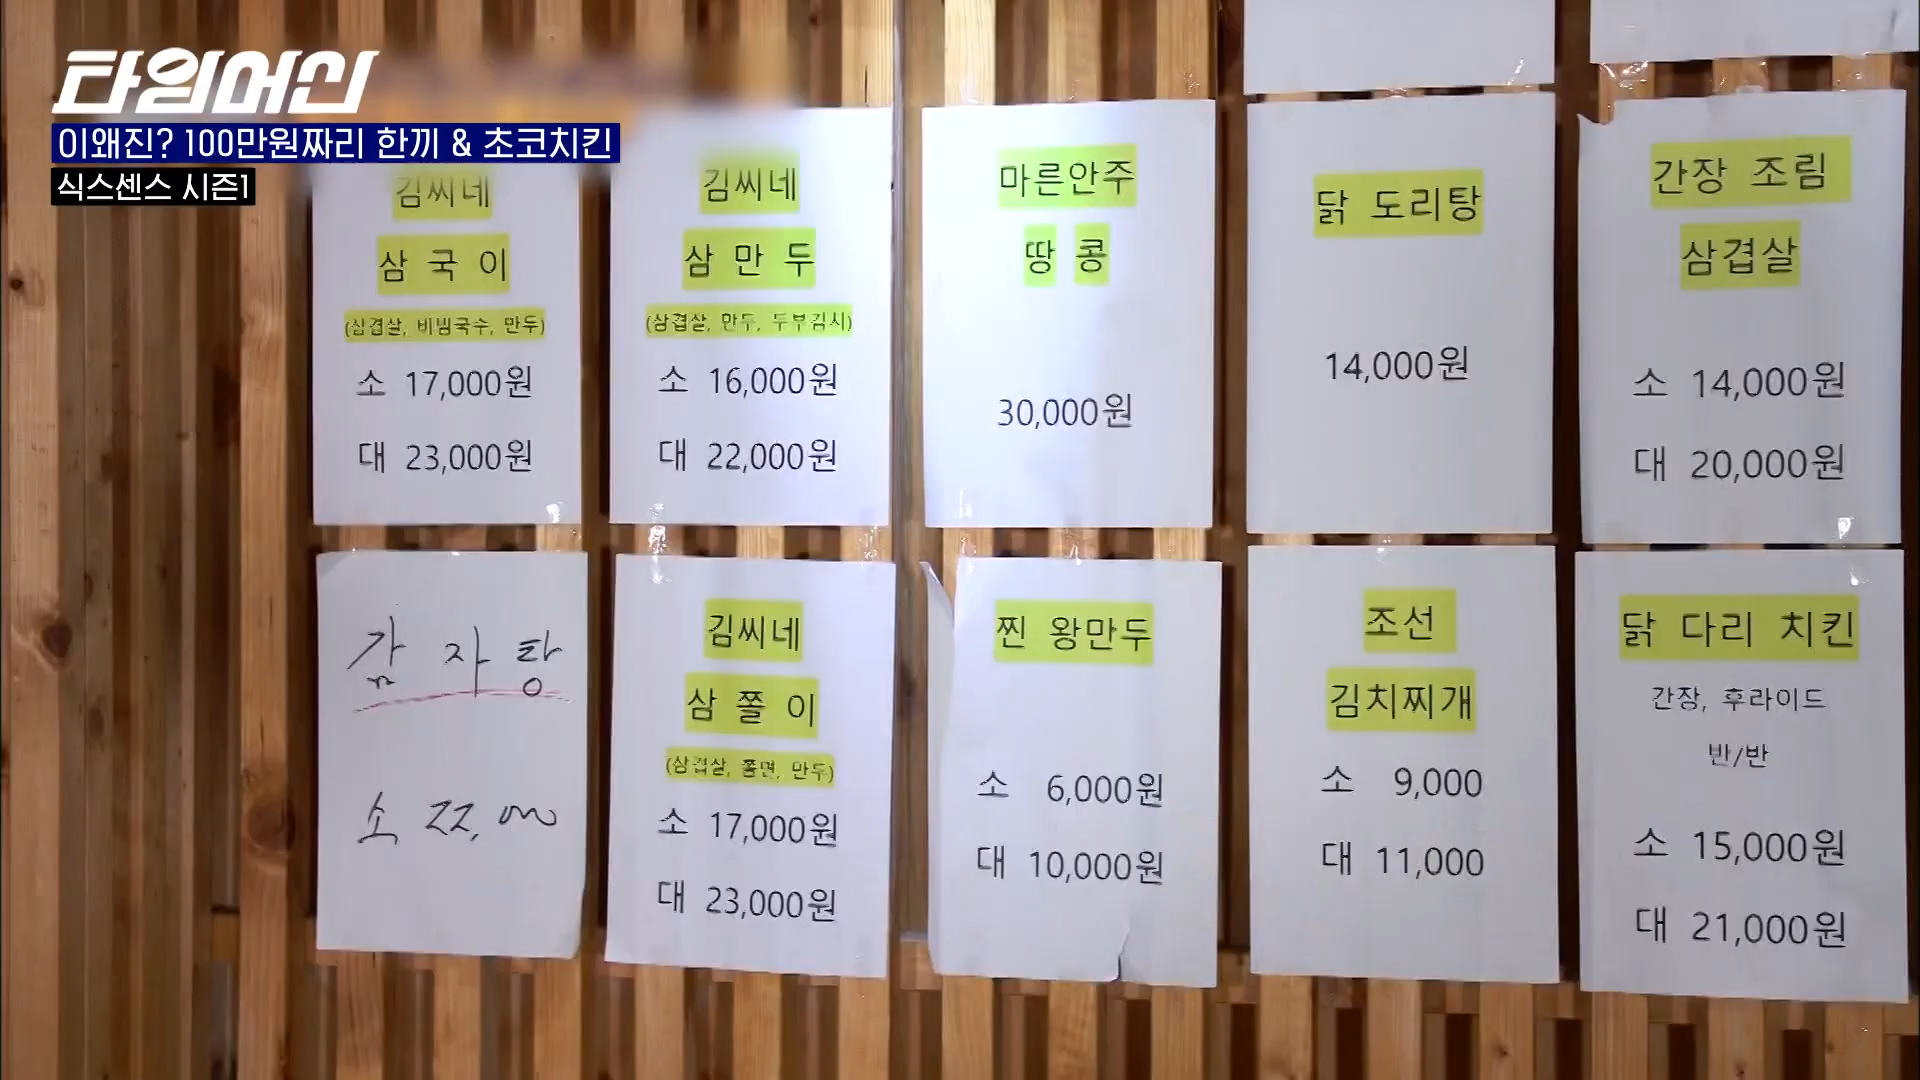 타임머신
이왜진? 100만원짜리 한끼 & 초코치킨
식스센스 시즌1
김씨네
삼 국 이
(삼겹살, 비빔국수, 만두)
소 17,000원
대 23,000원
김씨네
삼 만 두
(삼겹살, 만두, 두부김치)
소 16,000원
대 22,000원
마른안주
땅 콩
30,000원
닭 도리탕
14,000원
간장 조림
삼겹살
소 14,000원
대 20,000원
감 자 탕
소 22,000
김씨네
삼 쫄 이
(삼겹살, 쫄면, 만두)
소 17,000원
대 23,000원
찐 왕만두
소 6,000원
대 10,000원
조선
김치찌개
소 9,000
대 11,000
닭 다리 치킨
간장, 후라이드
반/반
소 15,000원
대 21,000원